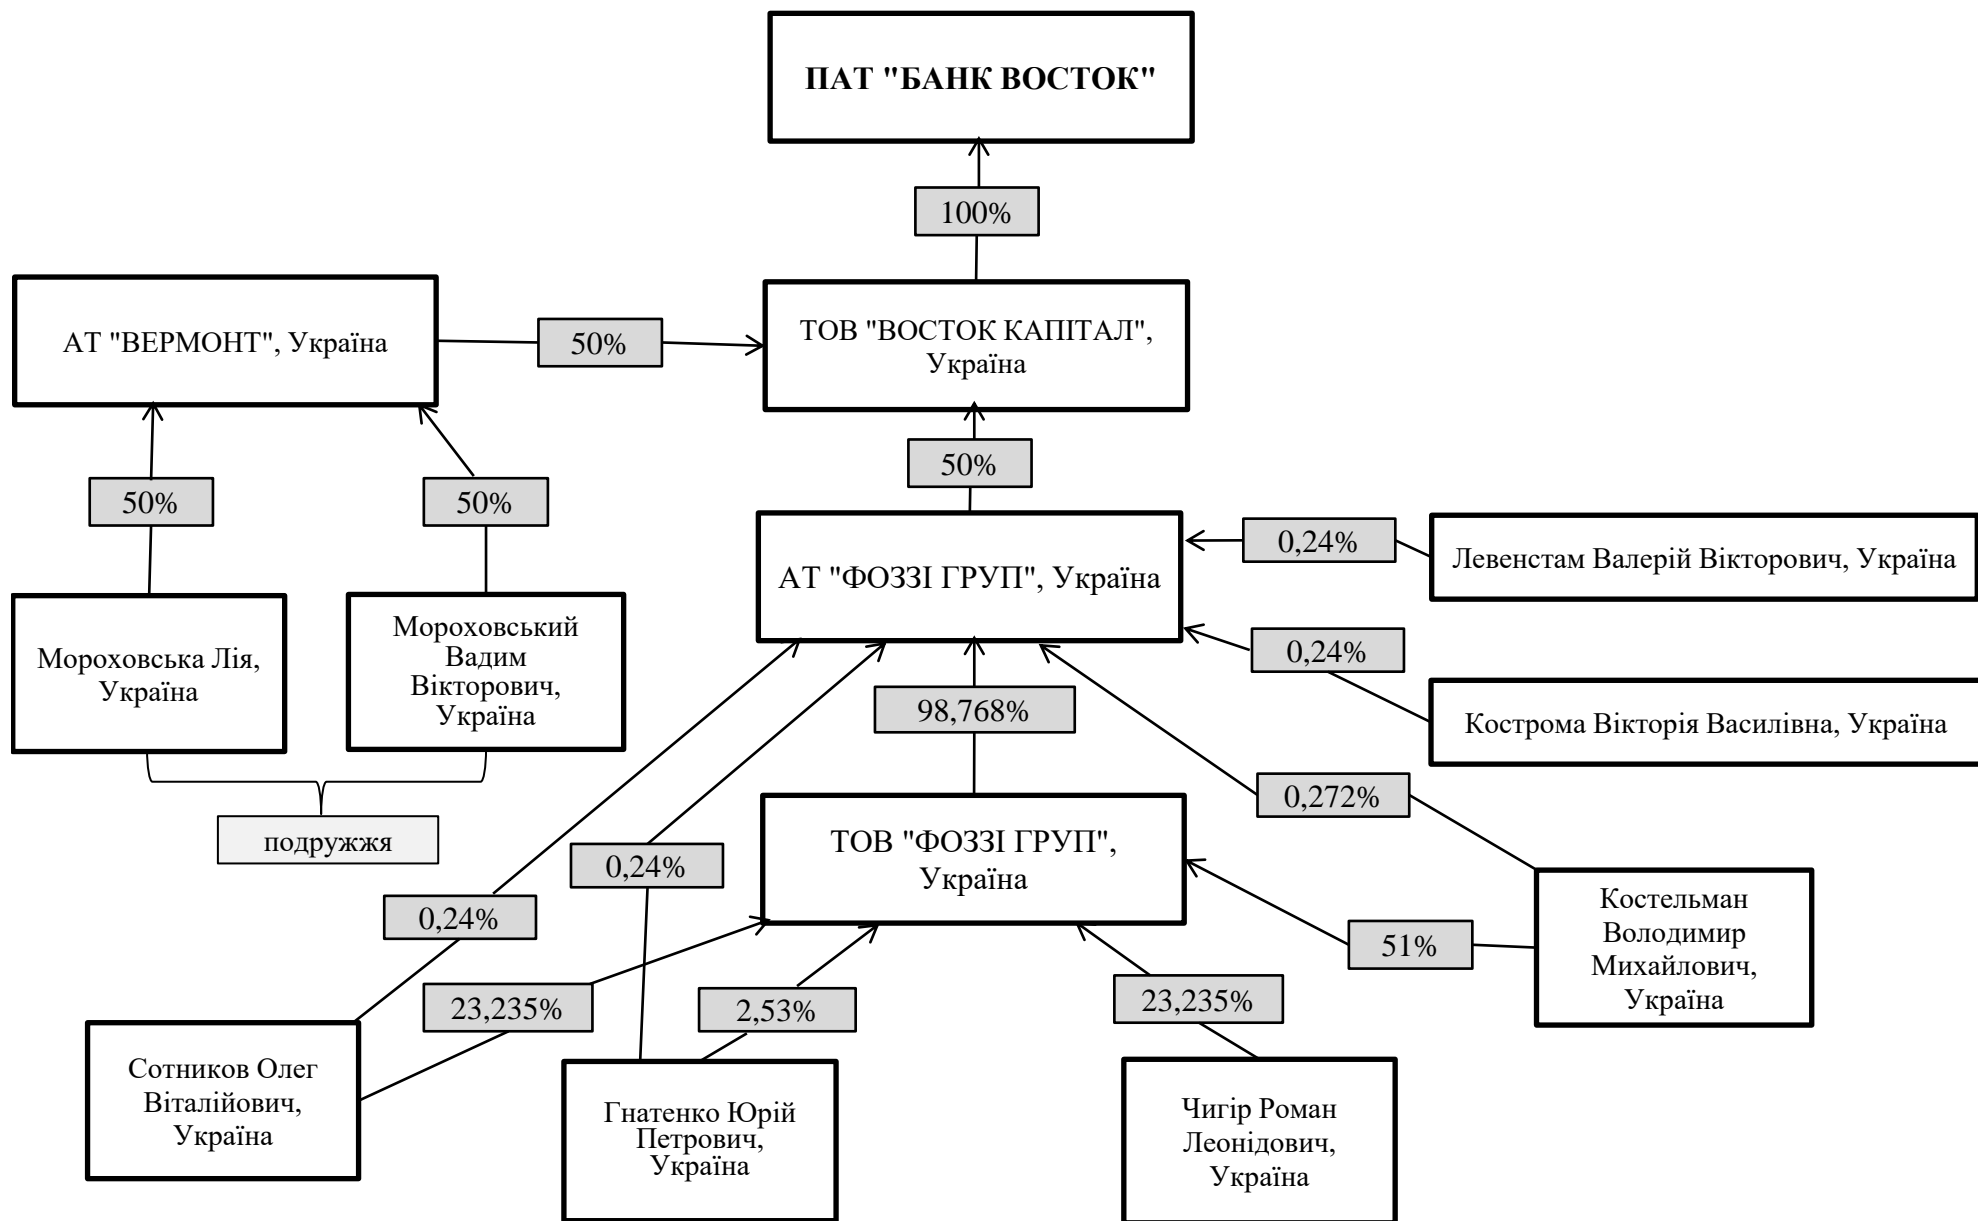 ПАТ "БАНК ВОСТОК"
100%
АТ "ВЕРМОНТ", Україна
50%
ТОВ "ВОСТОК КАПІТАЛ",
Україна
50%
50%
50%
АТ "ФОЗЗІ ГРУП", Україна
0,24%
Левенстам Валерій Вікторович, Україна
Мороховська Лія,
Україна
Мороховський
Вадим
Вікторович,
Україна
0,24%
Кострома Вікторія Василівна, Україна
98,768%
0,272%
подружжя
ТОВ "ФОЗЗІ ГРУП",
Україна
0,24%
0,24%
Костельман
Володимир
Михайлович,
Україна
51%
23,235%
2,53%
23,235%
Сотников Олег
Віталійович,
Україна
Гнатенко Юрій
Петрович,
Україна
Чигір Роман
Леонідович,
Україна